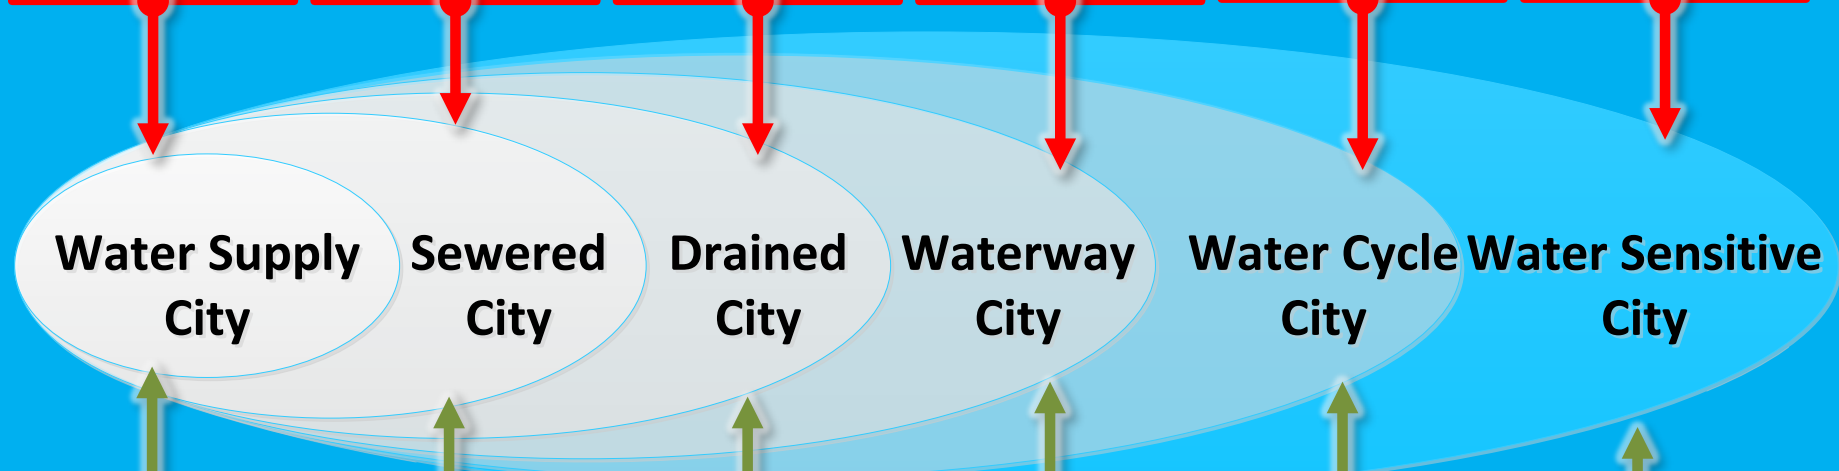 Water Supply
City
Sewered
City
Drained
City
Waterway
City
Water Cycle
City
Water Sensitive
City